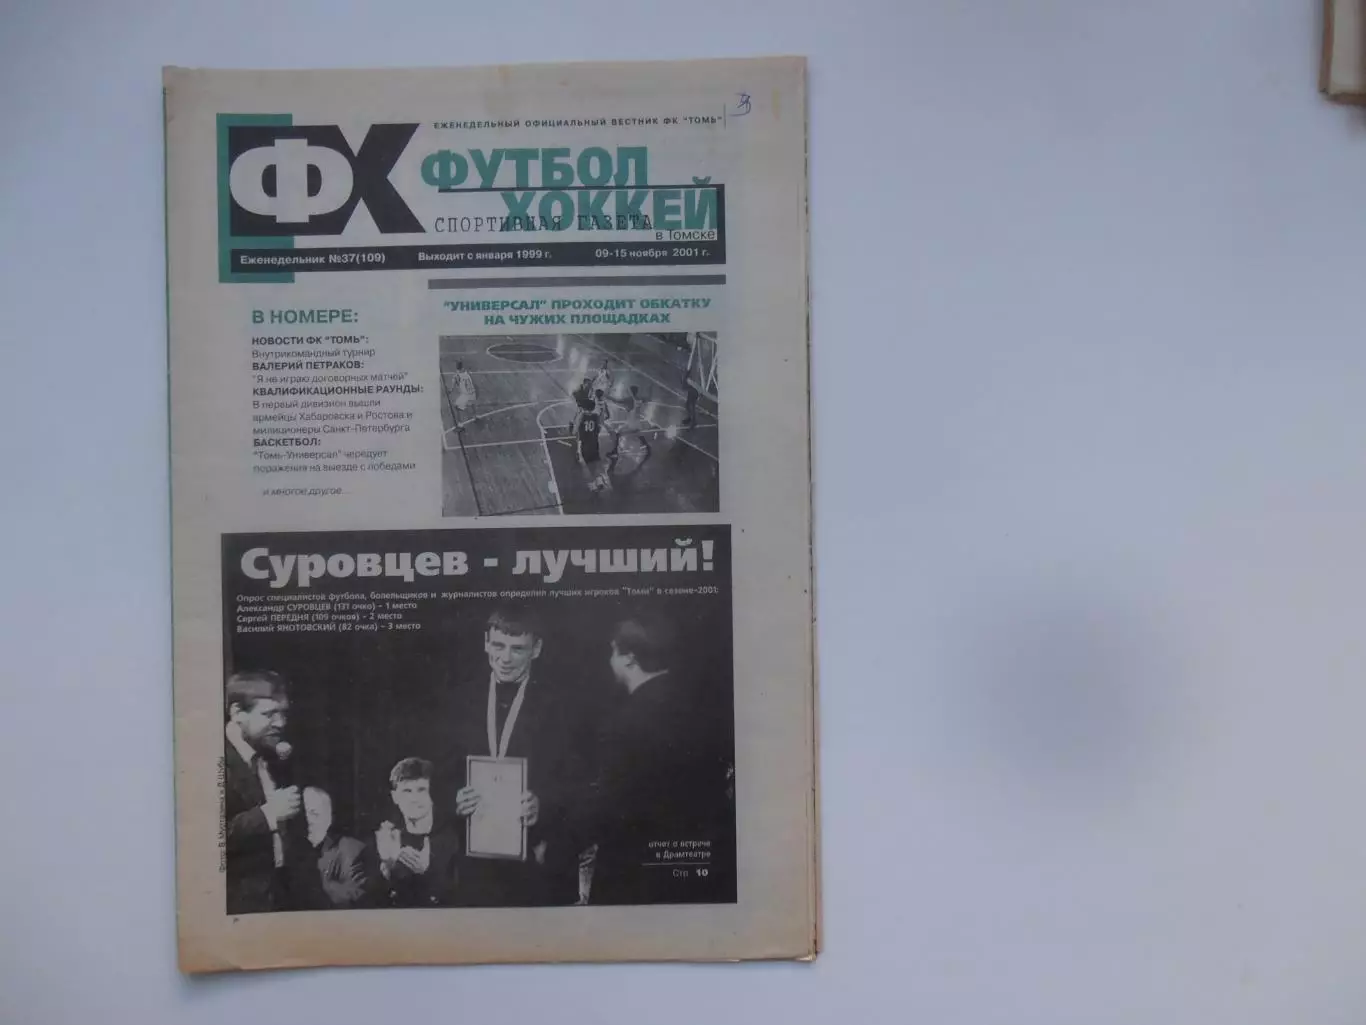 ЕЖЕНЕДЕЛЬНЫЙ ОФИЦИАЛЬНЫЙ ВЕСТНИК ФК "ТОМЬ"
ФХ
ФУТБОЛ
ХОККЕЙ
СПОРТИВНАЯ ГАЗЕТА
в Томске
Еженедельник №37(109) Выходит с января 1999 г. 09-15 ноября 2001 г.
В НОМЕРЕ:
НОВОСТИ ФК "ТОМЬ":
Внутрикомандный турнир
ВАЛЕРИЙ ПЕТРАКОВ:
"Я не играю договорных матчей"
КВАЛИФИКАЦИОННЫЕ РАУНДЫ:
В первый дивизион вышли
армейцы Хабаровска и Ростова и
милиционеры Санкт-Петербурга
БАСКЕТБОЛ:
"Томь-Универсал" чередует
поражения на выезде с победами
и многое другое...
"УНИВЕРСАЛ" ПРОХОДИТ ОБКАТКУ
НА ЧУЖИХ ПЛОЩАДКАХ
10
Суровцев - лучший!
Опрос специалистов футбола, болельщиков и журналистов определил лучших игроков "Томи" в сезоне-2001:
Александр СУРОВЦЕВ (131 очко) - 1 место
Сергей ПЕРЕДНЯ (109 очков) - 2 место
Василий ЯНОТОВСКИЙ (82 очка) - 3 место
отчет о встрече
в Драмтеатре
Стр 10